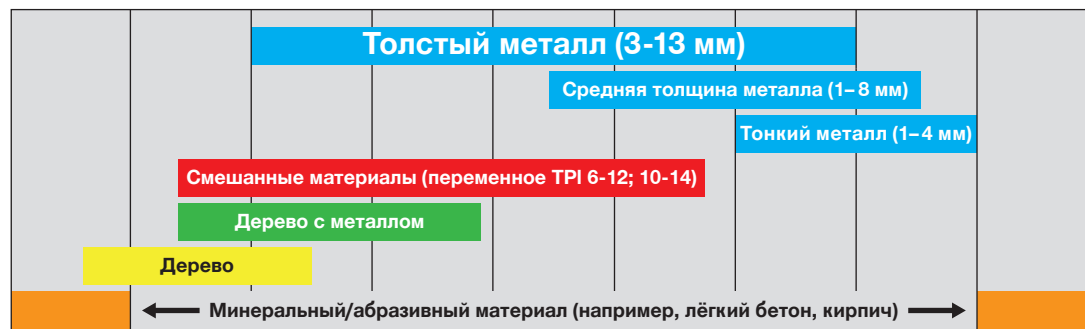 Толстый металл (3-13 мм)
Средняя толщина металла (1–8 мм)
Тонкий металл (1–4 мм)
Смешанные материалы (переменное TPI 6-12; 10-14)
Дерево с металлом
Дерево
Минеральный/абразивный материал (например, лёгкий бетон, кирпич)